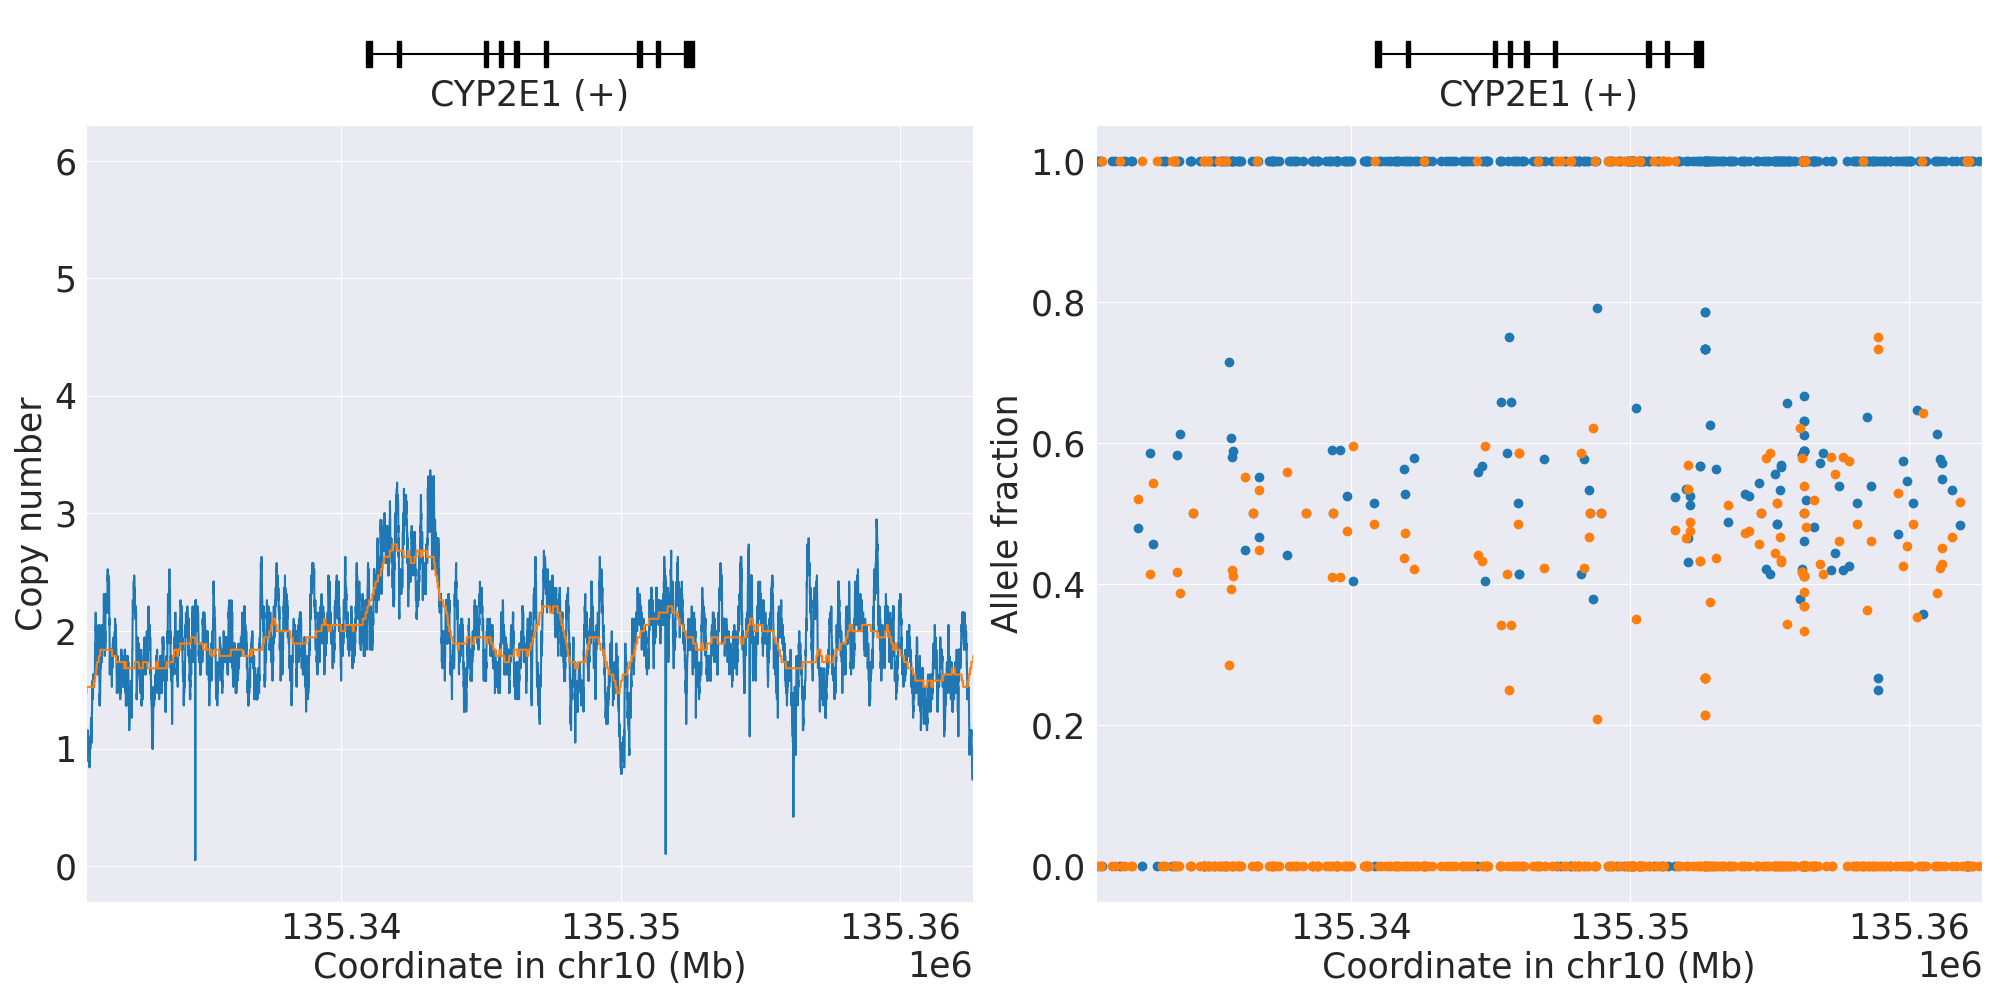 CYP2E1 (+)
6
5
4
3
2
1
0
Copy number
135.34 135.35 135.36
Coordinate in chr10 (Mb)
1e6
CYP2E1 (+)
1.0
0.8
0.6
0.4
0.2
0.0
Allele fraction
135.34 135.35 135.36
Coordinate in chr10 (Mb)
1e6